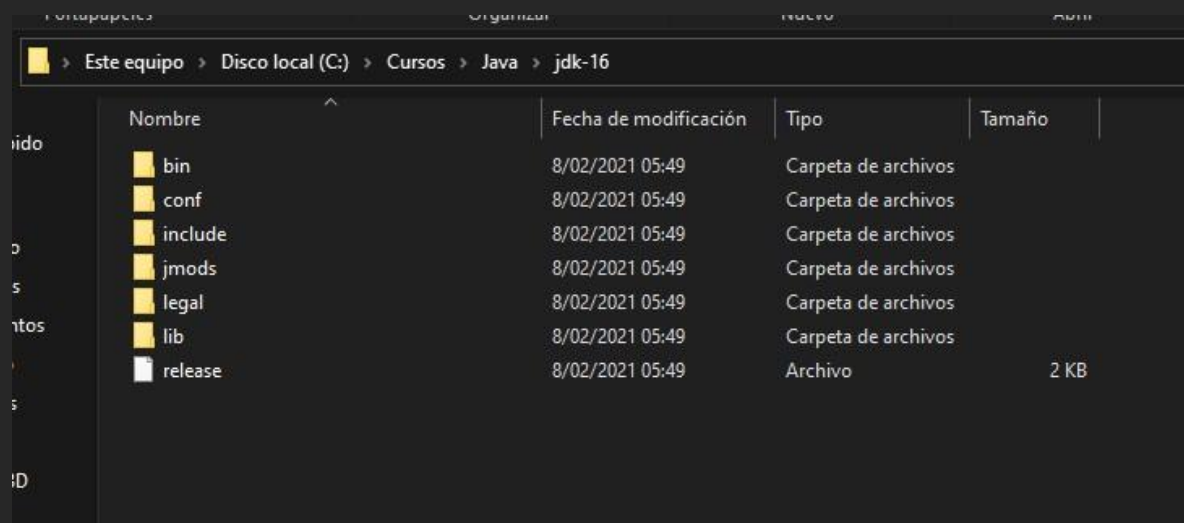 Portapapeles Organizar Nuevo Abrir
Este equipo > Disco local (C:) > Cursos > Java > jdk-16
Nombre Fecha de modificación Tipo Tamaño
bin 8/02/2021 05:49 Carpeta de archivos
conf 8/02/2021 05:49 Carpeta de archivos
include 8/02/2021 05:49 Carpeta de archivos
jmods 8/02/2021 05:49 Carpeta de archivos
legal 8/02/2021 05:49 Carpeta de archivos
lib 8/02/2021 05:49 Carpeta de archivos
release 8/02/2021 05:49 Archivo 2 KB